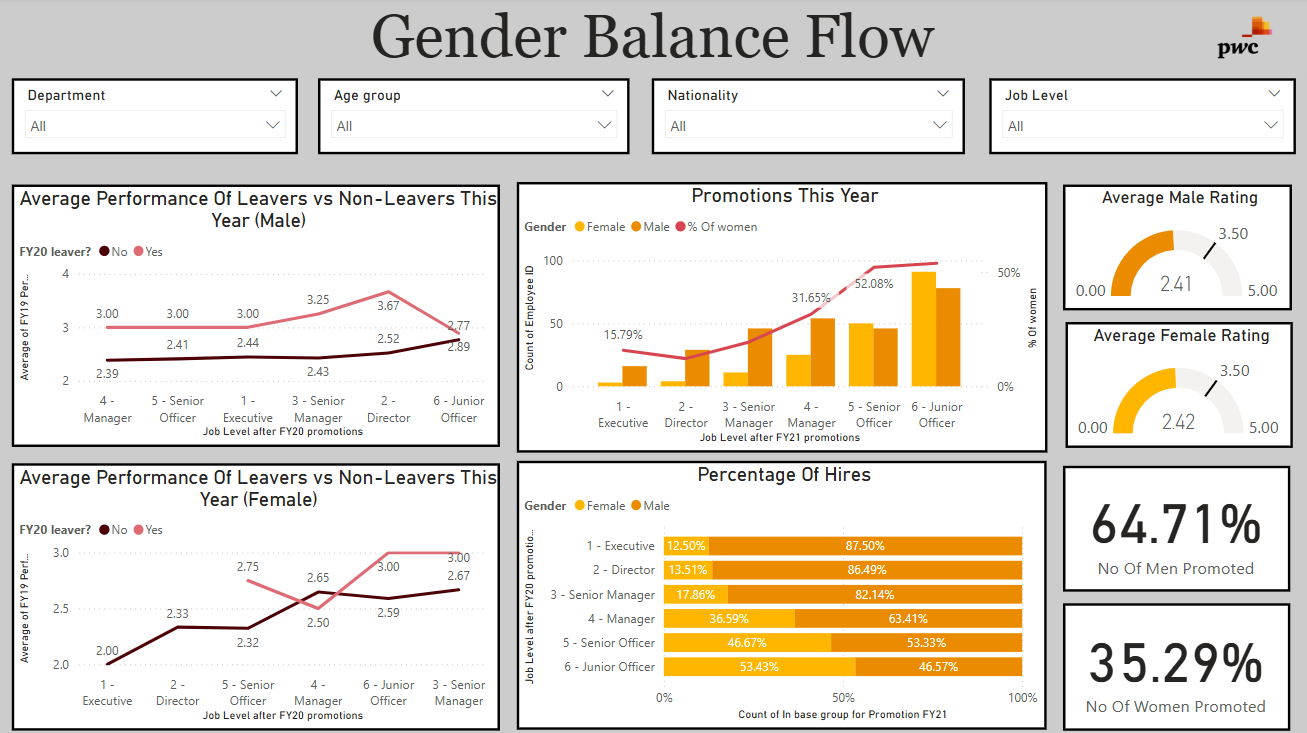 Gender Balance Flow
pwc
Department
All
Age group
All
Nationality
All
Job Level
All
Average Performance Of Leavers vs Non-Leavers This
Year (Male)
FY20 leaver? No Yes
Average of FY19 Per...
4
3
2
3.00
3.00
3.00
3.25
3.67
2.77
2.39
2.41
2.44
2.43
2.52
2.89
4 -
Manager
5 - Senior
Officer
1 -
Executive
3 - Senior
Manager
2 -
Director
6 - Junior
Officer
Job Level after FY20 promotions
Promotions This Year
Gender Female Male % Of women
Count of Employee ID
100
50
0
15.79%
31.65%
52.08%
50%
0%
% Of women
1 -
Executive
2 -
Director
3 - Senior
Manager
4 -
Manager
5 - Senior
Officer
6 - Junior
Officer
Job Level after FY21 promotions
Average Male Rating
3.50
0.00
2.41
5.00
Average Female Rating
3.50
0.00
2.42
5.00
Average Performance Of Leavers vs Non-Leavers This
Year (Female)
FY20 leaver? No Yes
Average of FY19 Perf...
3.0
2.5
2.0
2.00
2.33
2.75
2.32
2.65
2.50
3.00
2.59
3.00
2.67
1 -
Executive
2 -
Director
5 - Senior
Officer
4 -
Manager
6 - Junior
Officer
3 - Senior
Manager
Job Level after FY20 promotions
Percentage Of Hires
Gender Female Male
Job Level after FY20 promotio...
1 - Executive 12.50% 87.50%
2 - Director 13.51% 86.49%
3 - Senior Manager 17.86% 82.14%
4 - Manager 36.59% 63.41%
5 - Senior Officer 46.67% 53.33%
6 - Junior Officer 53.43% 46.57%
0% 50% 100%
Count of In base group for Promotion FY21
64.71%
No Of Men Promoted
35.29%
No Of Women Promoted